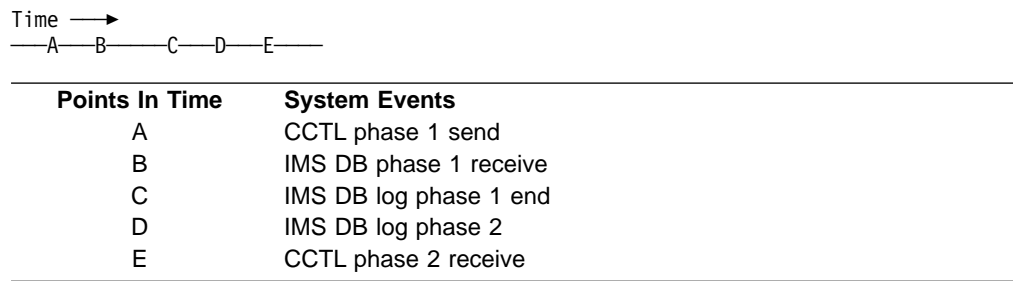 Time ───►
───A───B─────C───D───E────
Points In Time System Events
A CCTL phase 1 send
B IMS DB phase 1 receive
C IMS DB log phase 1 end
D IMS DB log phase 2
E CCTL phase 2 receive